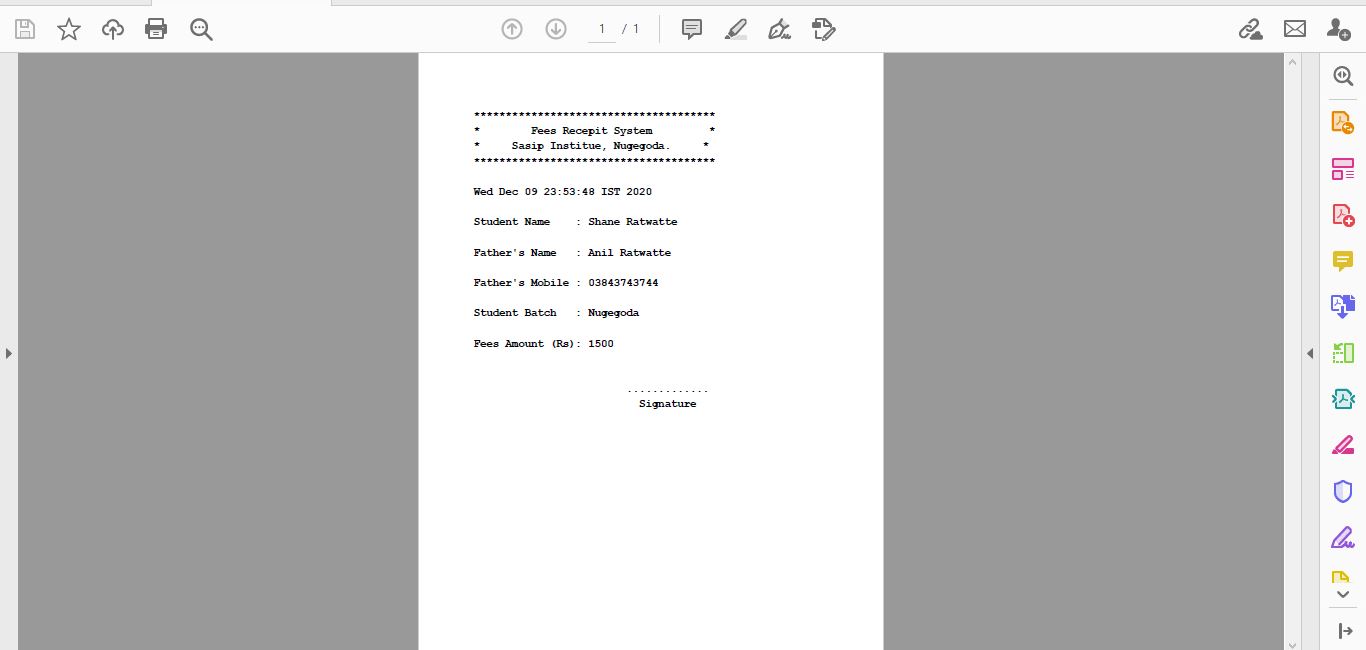 1 / 1
**************************************
* Fees Recepit System *
* Sasip Institue, Nugegoda. *
**************************************
Wed Dec 09 23:53:48 IST 2020
Student Name : Shane Ratwatte
Father's Name : Anil Ratwatte
Father's Mobile : 03843743744
Student Batch : Nugegoda
Fees Amount (Rs): 1500
.............
Signature